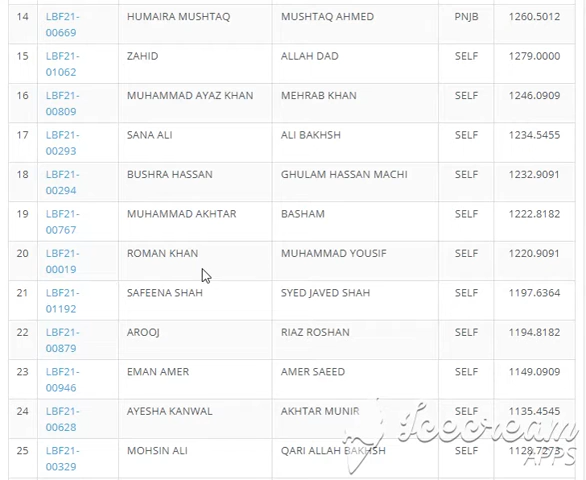 14 LBF21- HUMAIRA MUSHTAQ MUSHTAQ AHMED PNJB 1260.5012
00669
15 LBF21- ZAHID ALLAH DAD SELF 1279.0000
01062
16 LBF21- MUHAMMAD AYAZ KHAN MEHRAB KHAN SELF 1246.0909
00809
17 LBF21- SANA ALI ALI BAKHSH SELF 1234.5455
00293
18 LBF21- BUSHRA HASSAN GHULAM HASSAN MACHI SELF 1232.9091
00294
19 LBF21- MUHAMMAD AKHTAR BASHAM SELF 1222.8182
00767
20 LBF21- ROMAN KHAN MUHAMMAD YOUSIF SELF 1220.9091
00019
21 LBF21- SAFEENA SHAH SYED JAVED SHAH SELF 1197.6364
01192
22 LBF21- AROOJ RIAZ ROSHAN SELF 1194.8182
00879
23 LBF21- EMAN AMER AMER SAEED SELF 1149.0909
00946
24 LBF21- AYESHA KANWAL AKHTAR MUNIR SELF 1135.4545
00628
25 LBF21- MOHSIN ALI QARI ALLAH BAKHSH SELF 1128.7273
00329
Icecream
APPS